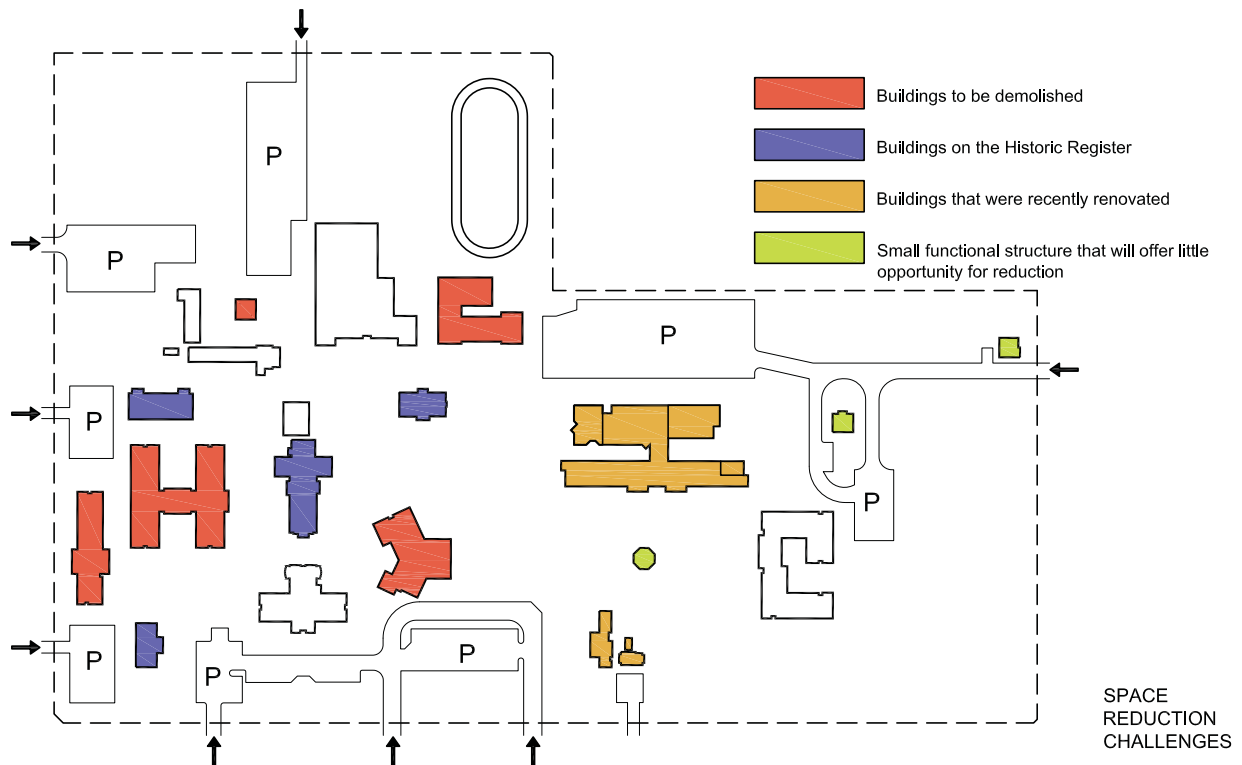 Buildings to be demolished
P
Buildings on the Historic Register
Buildings that were recently renovated
P
Small functional structure that will offer little
opportunity for reduction
P
P
P
P
P
P
SPACE
REDUCTION
CHALLENGES